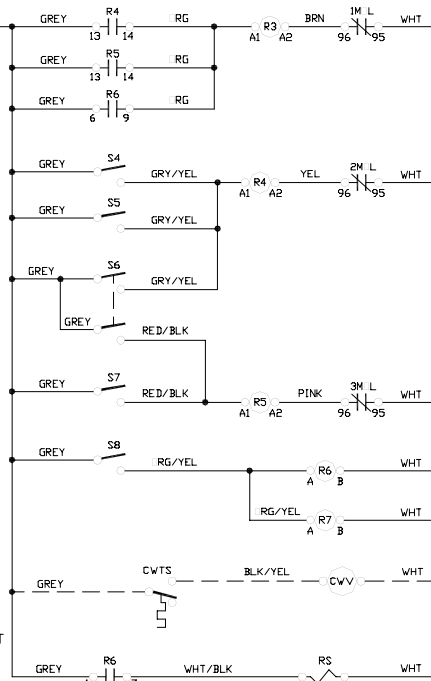 GREY R4 RG R3 BRN 1M L WHT
13 14 A1 A2 96 95
GREY R5 RG
13 14
GREY R6 RG
6 9
GREY S4 GRY/YEL R4 YEL 2M L WHT
A1 A2 96 95
GREY S5 GRY/YEL
GREY S6 GRY/YEL
GREY RED/BLK
GREY S7 RED/BLK R5 PINK 3M L WHT
A1 A2 96 95
GREY S8 RG/YEL R6 WHT
A B
RG/YEL R7 WHT
A B
CWTS BLK/YEL CWV WHT
GREY
GREY R6 WHT/BLK RS WHT